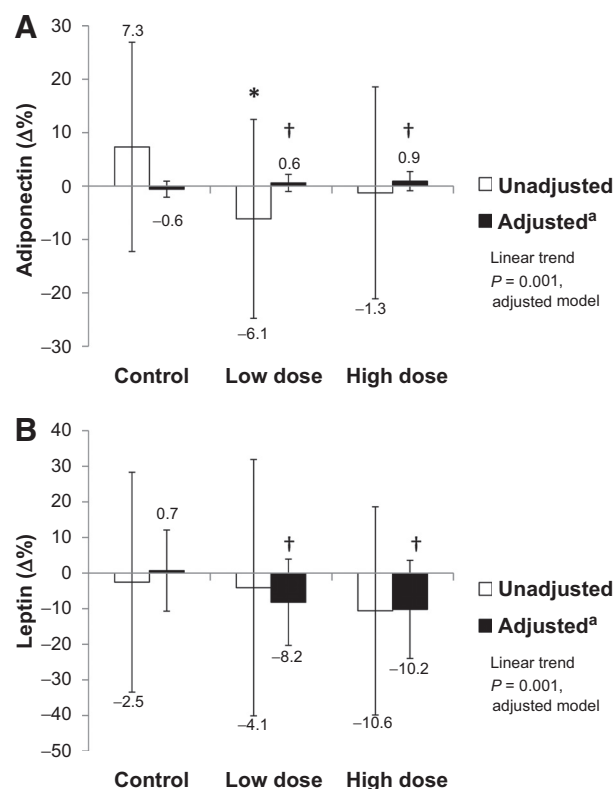 A
30
20
10
0
−10
−20
−30
Adiponectin (Δ%)
7.3
−0.6
*
−6.1
†
0.6
−1.3
†
0.9
Control
Low dose
High dose
Unadjusted
Adjustedᵃ
Linear trend
P = 0.001,
adjusted model
B
40
30
20
10
0
−10
−20
−30
−40
−50
Leptin (Δ%)
−2.5
0.7
−4.1
†
−8.2
−10.6
†
−10.2
Control
Low dose
High dose
Unadjusted
Adjustedᵃ
Linear trend
P = 0.001,
adjusted model